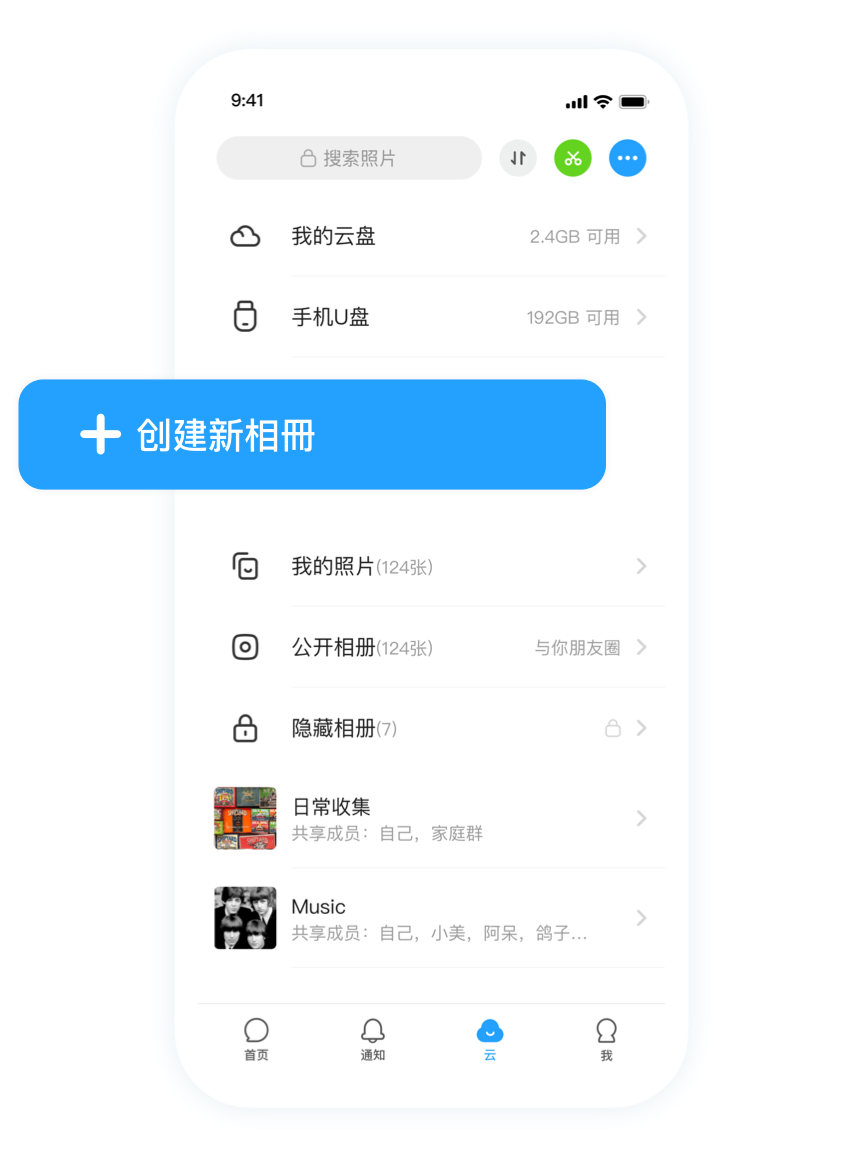 9:41
搜索照片
我的云盘 2.4GB 可用
手机U盘 192GB 可用
创建新相冊
我的照片(124张)
公开相册(124张) 与你朋友圈
隐藏相册(7)
日常收集
共享成员：自己，家庭群
Music
共享成员：自己，小美，阿呆，鸽子...
首页 通知 云 我